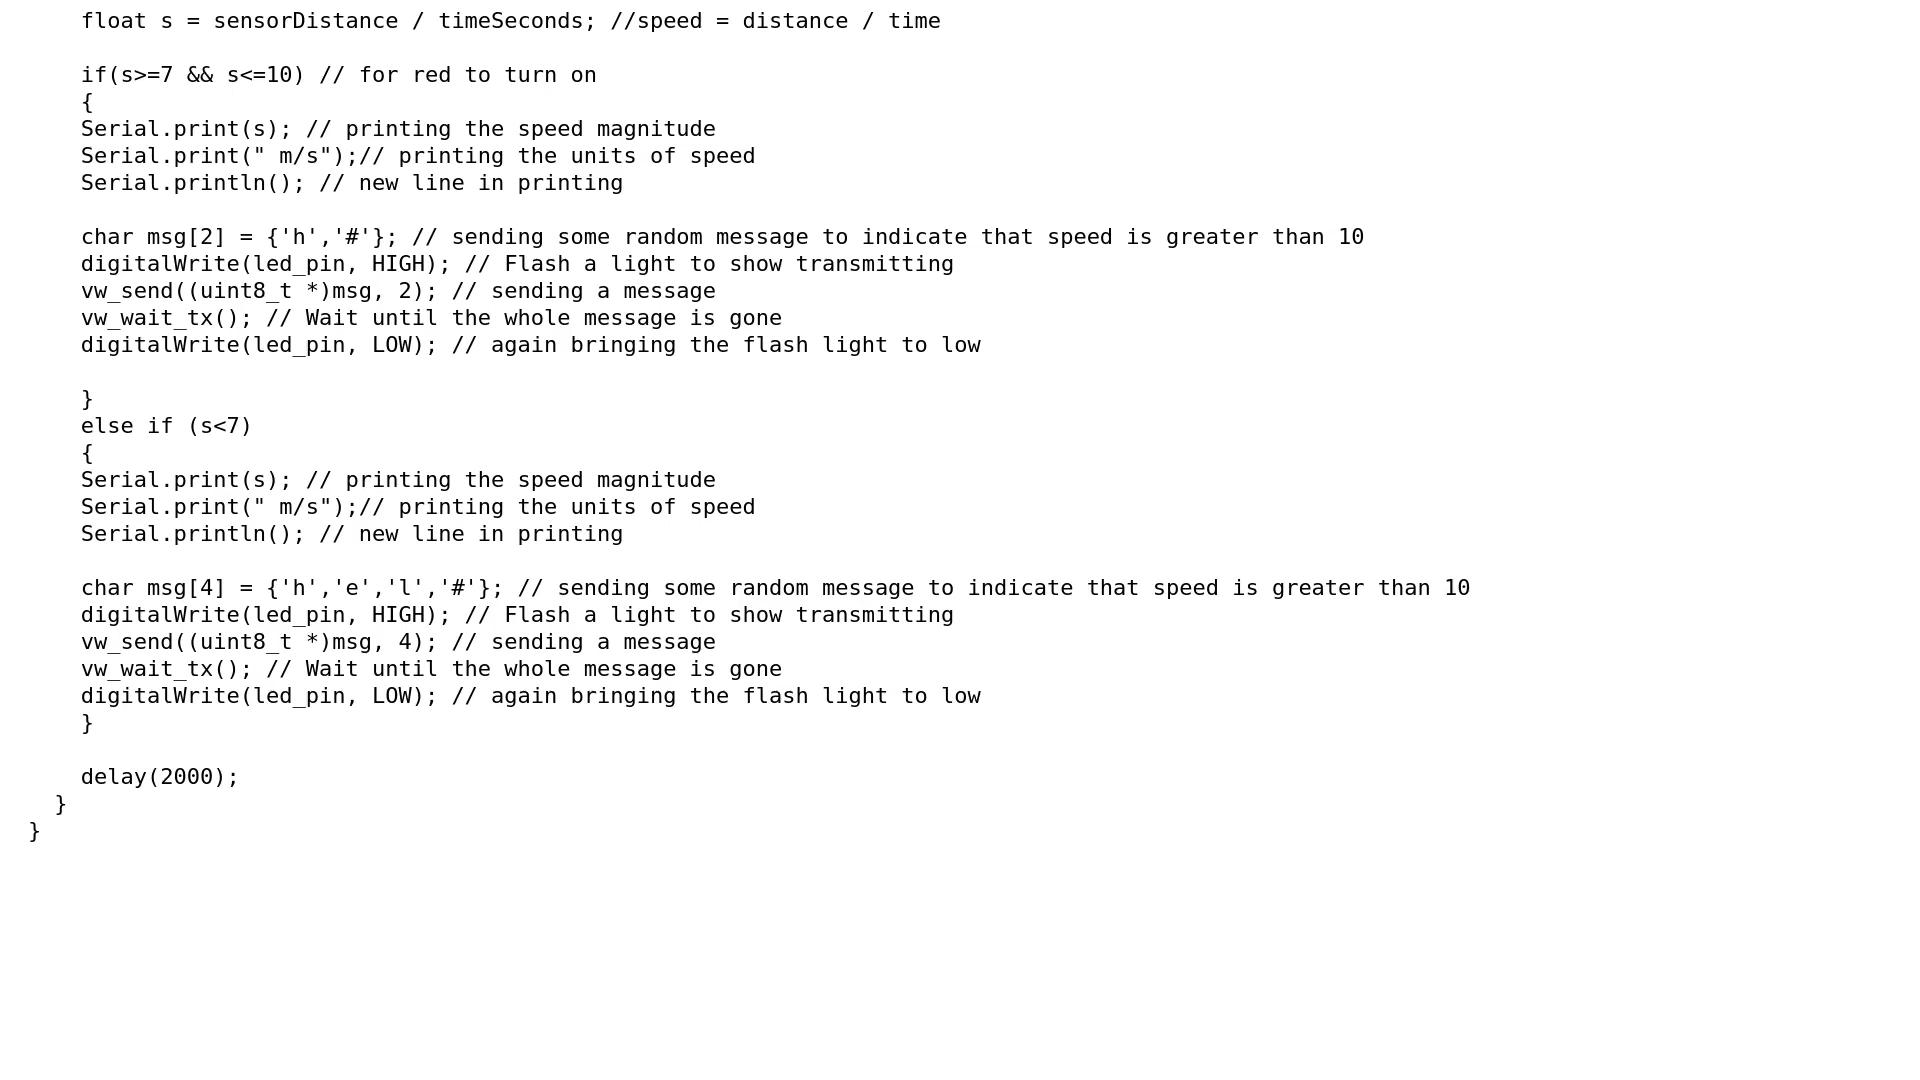 float s = sensorDistance / timeSeconds; //speed = distance / time
if(s>=7 && s<=10) // for red to turn on
{
Serial.print(s); // printing the speed magnitude
Serial.print(" m/s");// printing the units of speed
Serial.println(); // new line in printing
char msg[2] = {'h','#'}; // sending some random message to indicate that speed is greater than 10
digitalWrite(led_pin, HIGH); // Flash a light to show transmitting
vw_send((uint8_t *)msg, 2); // sending a message
vw_wait_tx(); // Wait until the whole message is gone
digitalWrite(led_pin, LOW); // again bringing the flash light to low
}
else if (s<7)
{
Serial.print(s); // printing the speed magnitude
Serial.print(" m/s");// printing the units of speed
Serial.println(); // new line in printing
char msg[4] = {'h','e','l','#'}; // sending some random message to indicate that speed is greater than 10
digitalWrite(led_pin, HIGH); // Flash a light to show transmitting
vw_send((uint8_t *)msg, 4); // sending a message
vw_wait_tx(); // Wait until the whole message is gone
digitalWrite(led_pin, LOW); // again bringing the flash light to low
}
delay(2000);
}
}